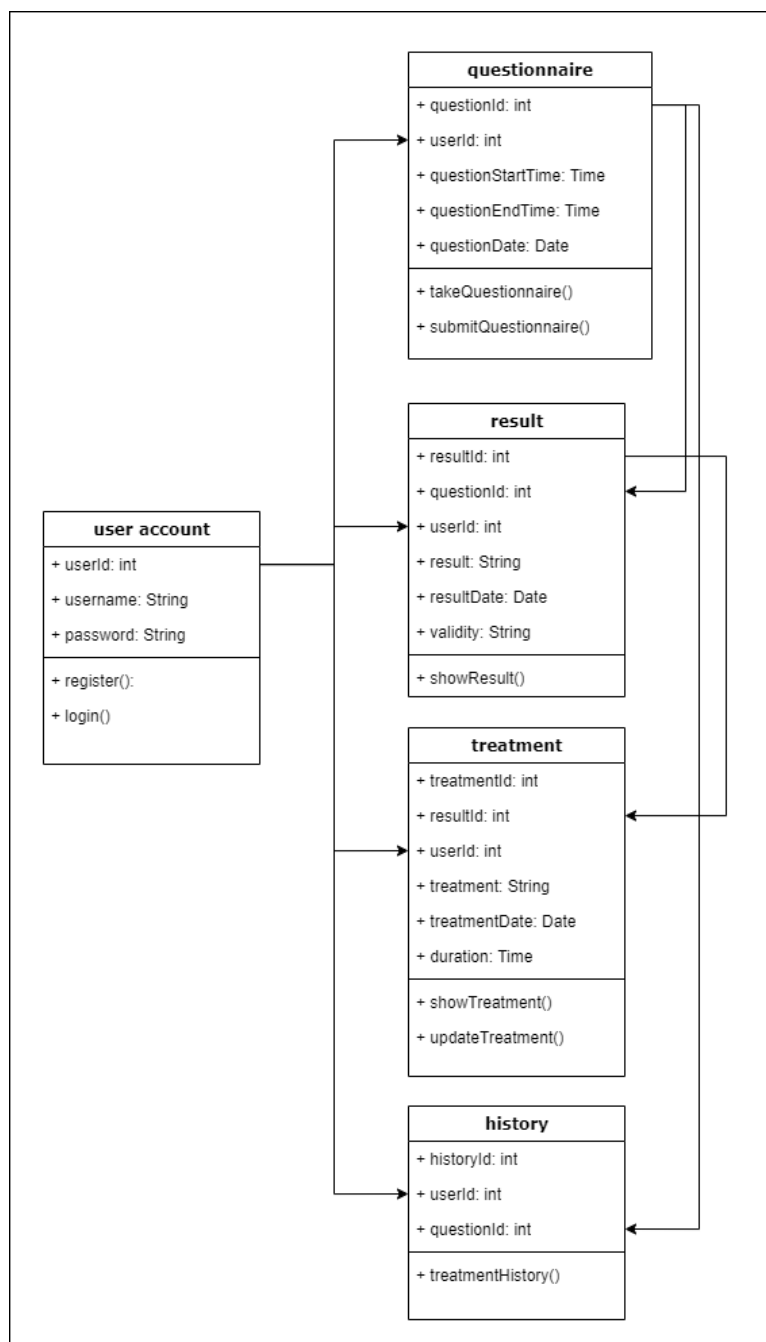 questionnaire
+ questionId: int
+ userId: int
+ questionStartTime: Time
+ questionEndTime: Time
+ questionDate: Date
+ takeQuestionnaire()
+ submitQuestionnaire()
result
+ resultId: int
+ questionId: int
+ userId: int
+ result: String
+ resultDate: Date
+ validity: String
+ showResult()
user account
+ userId: int
+ username: String
+ password: String
+ register():
+ login()
treatment
+ treatmentId: int
+ resultId: int
+ userId: int
+ treatment: String
+ treatmentDate: Date
+ duration: Time
+ showTreatment()
+ updateTreatment()
history
+ historyId: int
+ userId: int
+ questionId: int
+ treatmentHistory()